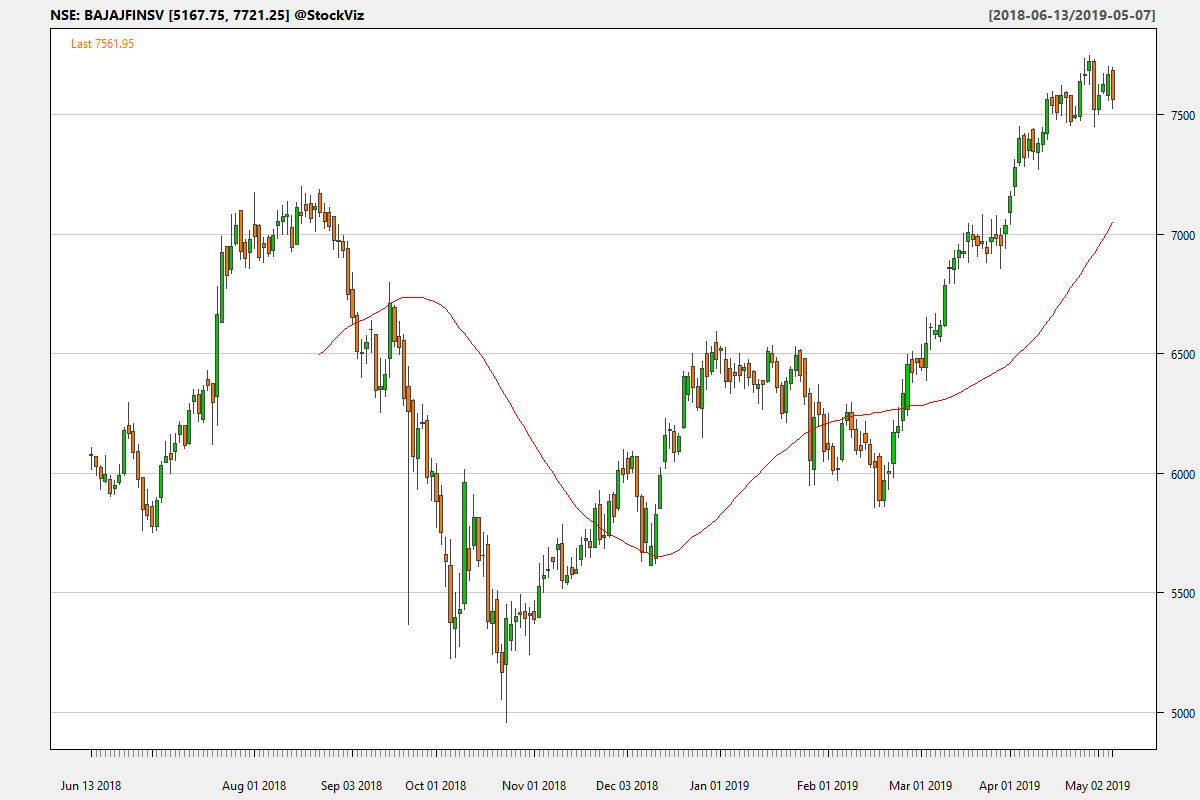 NSE: BAJAJFINSV [5167.75, 7721.25] @StockViz [2018-06-13/2019-05-07]
Last 7561.95
7500
7000
6500
6000
5500
5000
Jun 13 2018 Aug 01 2018 Sep 03 2018 Oct 01 2018 Nov 01 2018 Dec 03 2018 Jan 01 2019 Feb 01 2019 Mar 01 2019 Apr 01 2019 May 02 2019